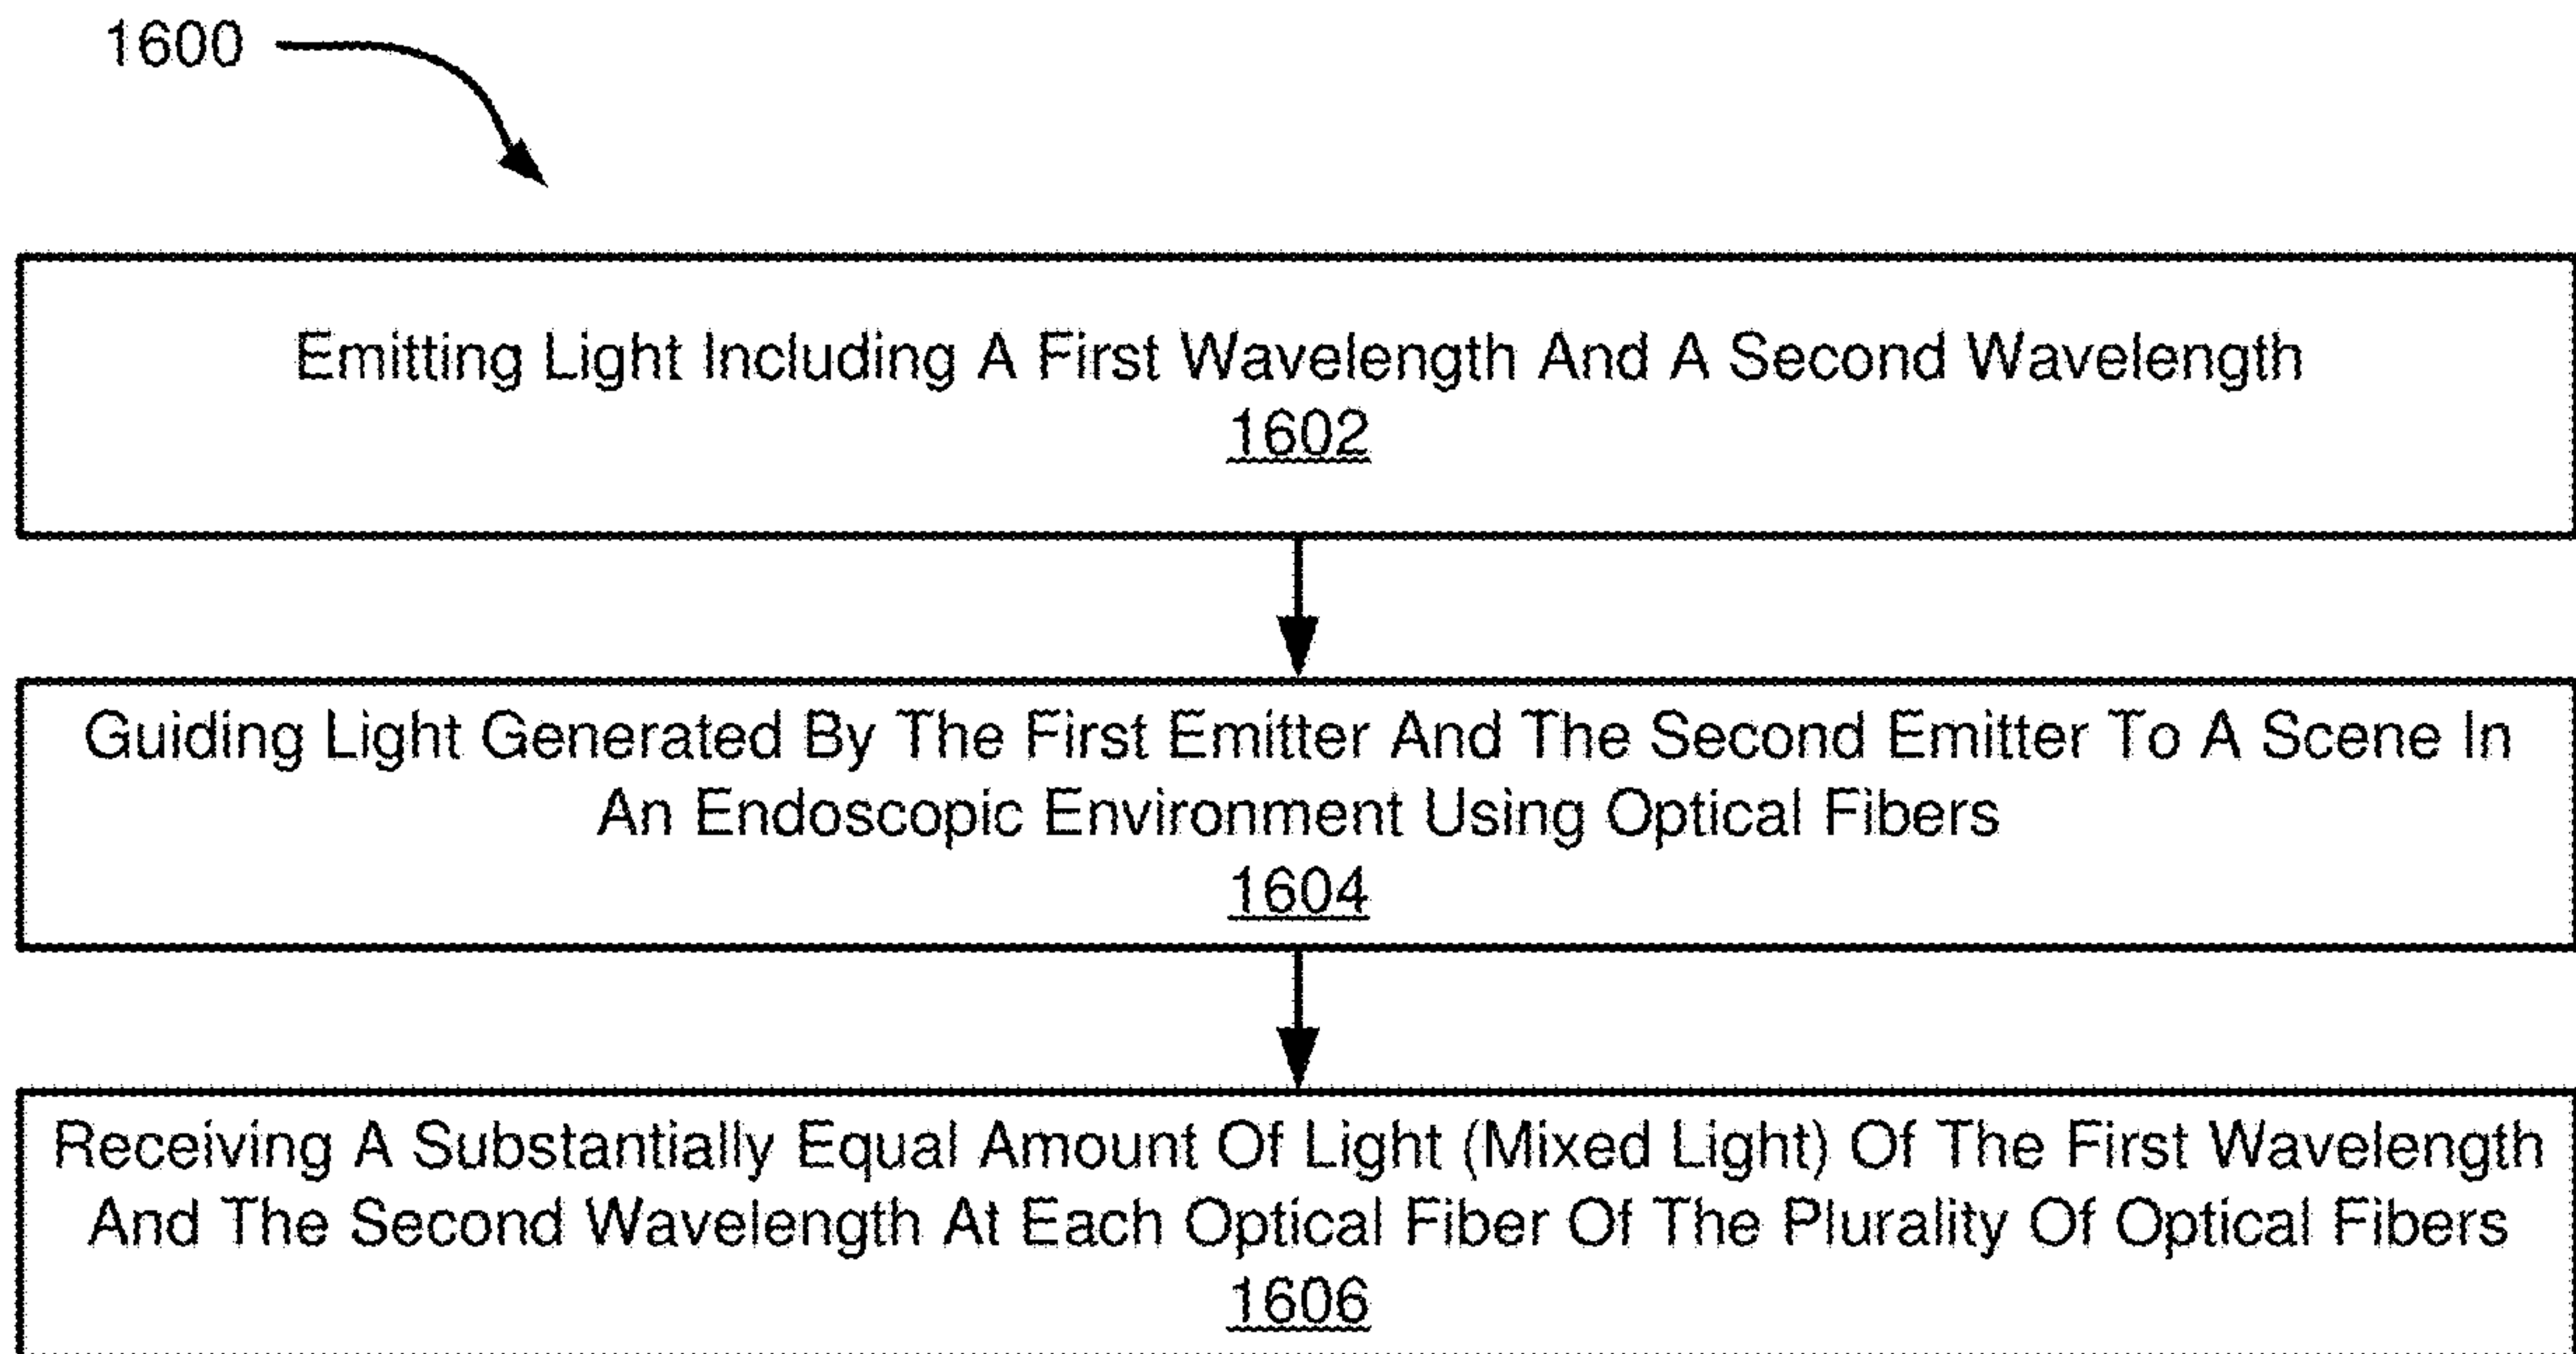 1600
Emitting Light Including A First Wavelength And A Second Wavelength
1602
Guiding Light Generated By The First Emitter And The Second Emitter To A Scene In
An Endoscopic Environment Using Optical Fibers
1604
Receiving A Substantially Equal Amount Of Light (Mixed Light) Of The First Wavelength
And The Second Wavelength At Each Optical Fiber Of The Plurality Of Optical Fibers
1606